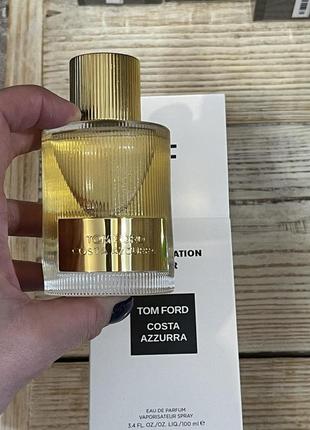 TOM FORD
COSTA AZZURRA
TOM FORD
COSTA
AZZURRA
EAU DE PARFUM
VAPORISATEUR SPRAY
3.4 FL. OZ./OZ. LIQ./100 ml ℮